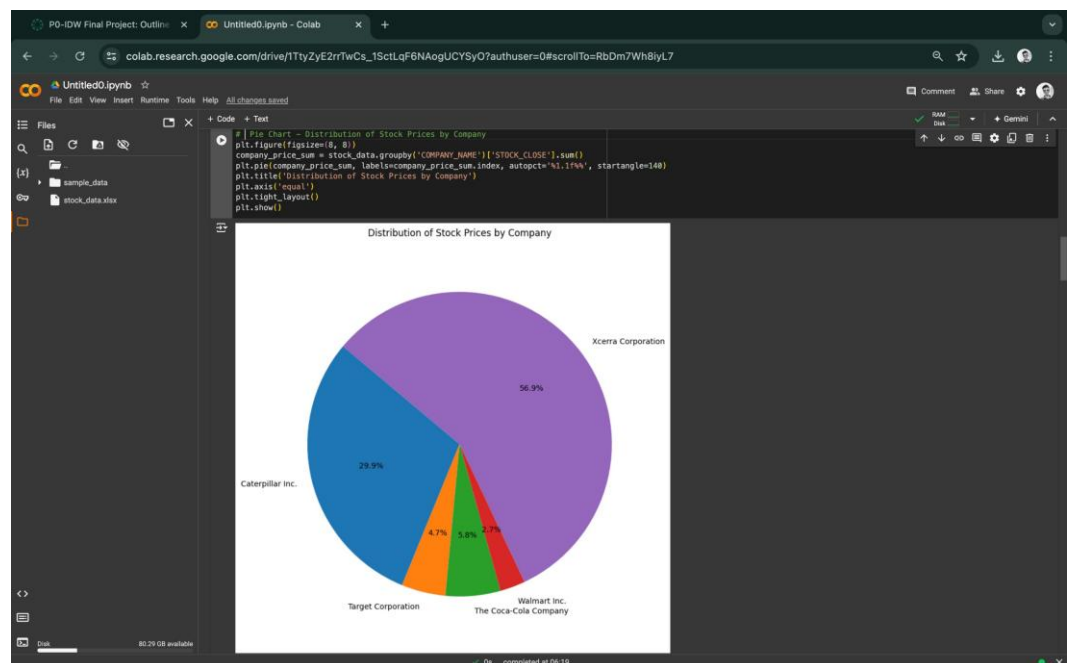 P0-IDW Final Project: Outline
Untitled0.ipynb - Colab
colab.research.google.com/drive/1TtyZyE2rrTwCs_1SctLqF6NAogUCYSyO?authuser=0#scrollTo=RbDm7Wh8iyL7
Untitled0.ipynb
File Edit View Insert Runtime Tools Help All changes saved
Comment Share
Files
+ Code + Text
RAM
Disk
+ Gemini
..
sample_data
stock_data.xlsx
{x}
# Pie Chart – Distribution of Stock Prices by Company
plt.figure(figsize=(8, 8))
company_price_sum = stock_data.groupby('COMPANY_NAME')['STOCK_CLOSE'].sum()
plt.pie(company_price_sum, labels=company_price_sum.index, autopct='%1.1f%%', startangle=140)
plt.title('Distribution of Stock Prices by Company')
plt.axis('equal')
plt.tight_layout()
plt.show()
Distribution of Stock Prices by Company
Xcerra Corporation
56.9%
29.9%
Caterpillar Inc.
4.7%
5.8%
2.7%
Target Corporation
Walmart Inc.
The Coca-Cola Company
Disk 80.29 GB available
0s completed at 06:19